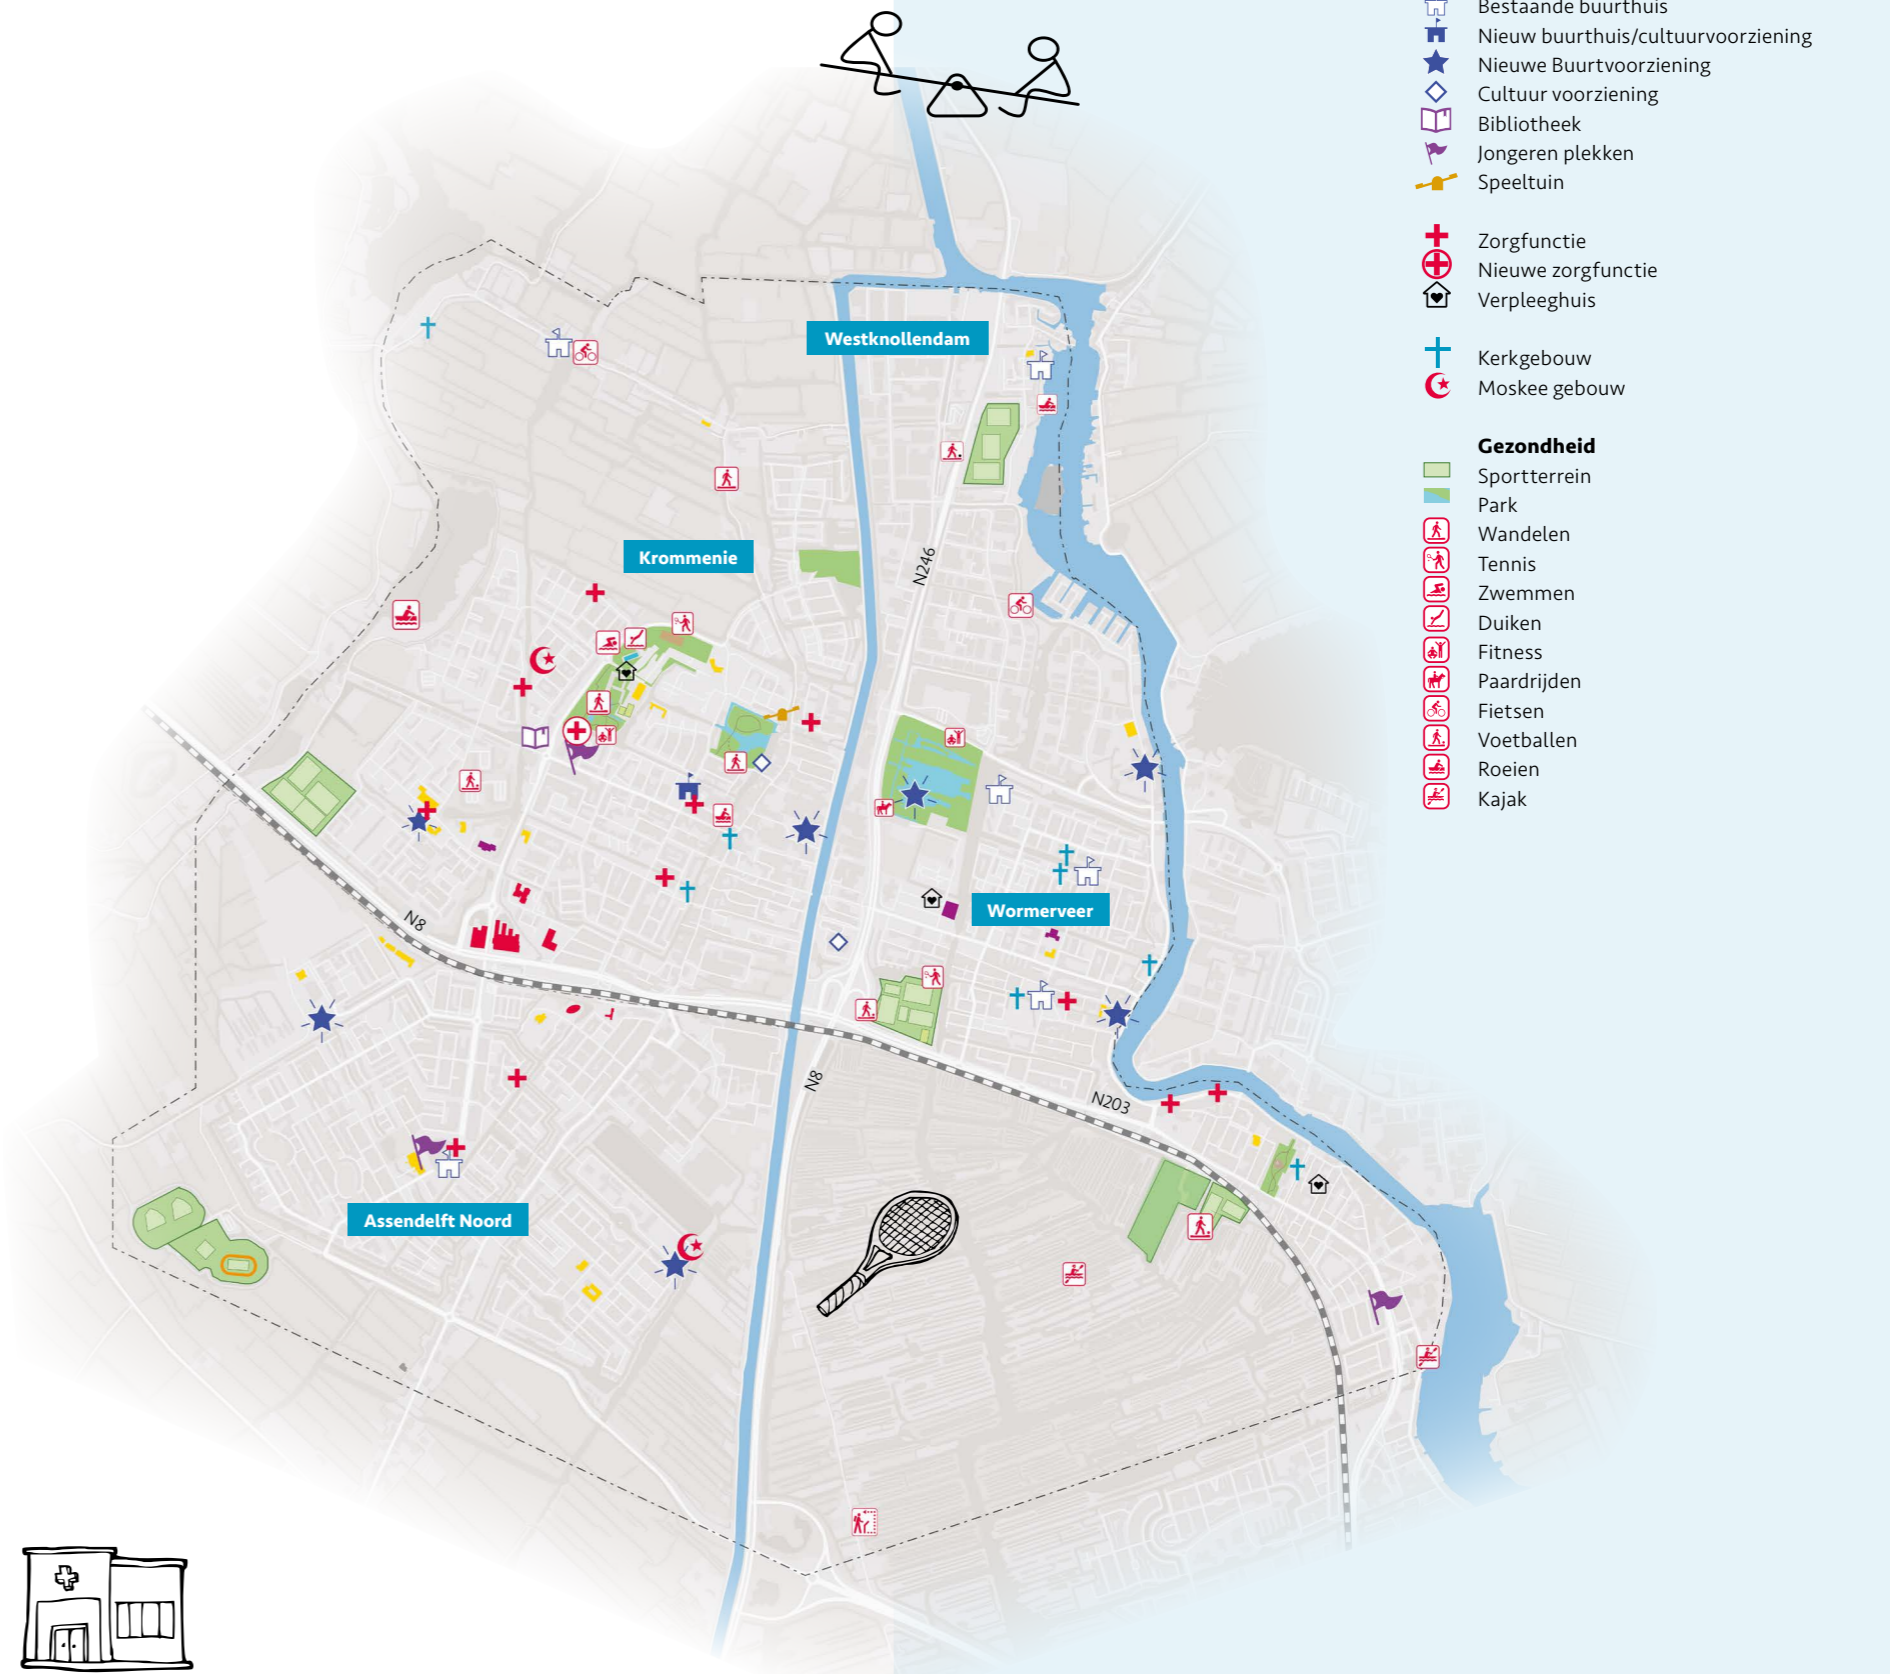 Bestaande buurthuis
Nieuw buurthuis/cultuurvoorziening
Nieuwe Buurtvoorziening
Cultuur voorziening
Bibliotheek
Jongeren plekken
Speeltuin
Zorgfunctie
Nieuwe zorgfunctie
Verpleeghuis
Kerkgebouw
Moskee gebouw
Gezondheid
Sportterrein
Park
Wandelen
Tennis
Zwemmen
Duiken
Fitness
Paardrijden
Fietsen
Voetballen
Roeien
Kajak
Westknollendam
Krommenie
N246
Wormerveer
N8
N8
N203
Assendelft Noord